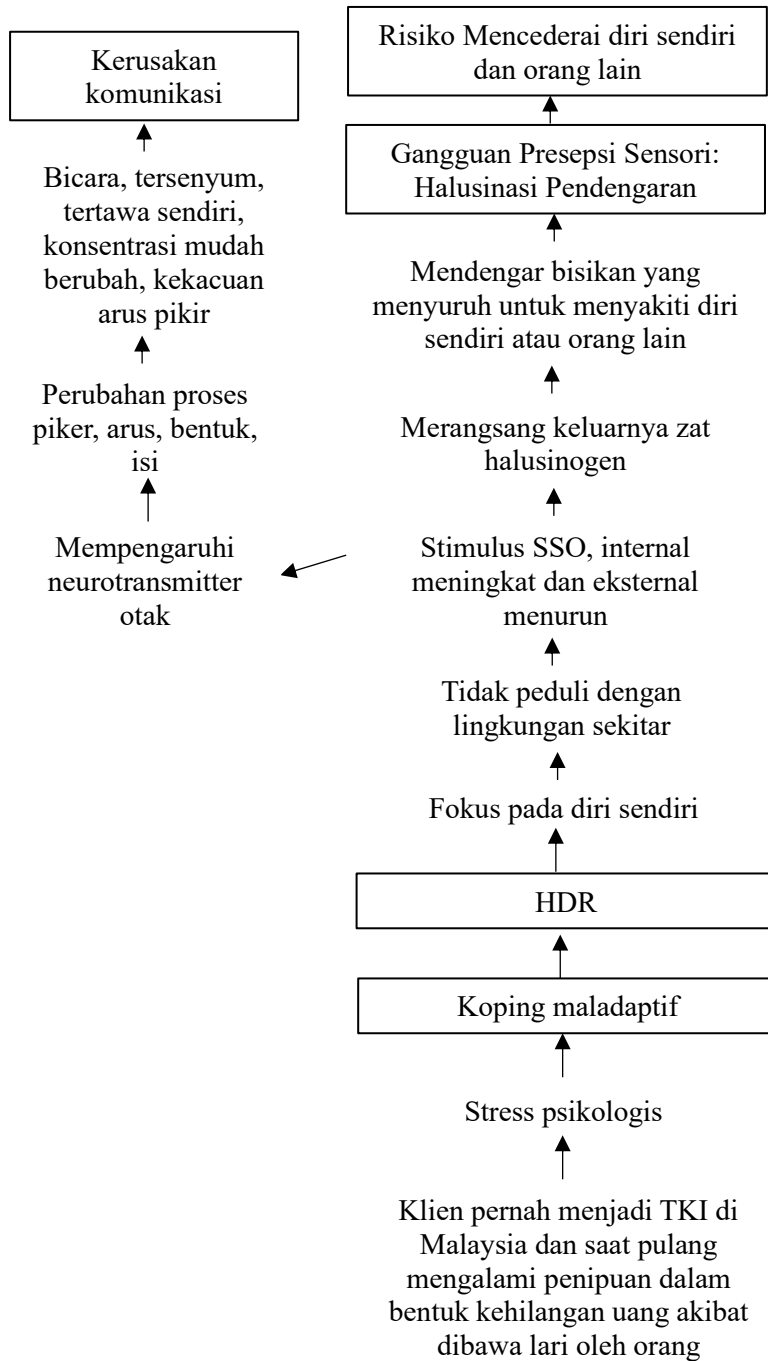 Kerusakan
komunikasi
Bicara, tersenyum,
tertawa sendiri,
konsentrasi mudah
berubah, kekacuan
arus pikir
Perubahan proses
piker, arus, bentuk,
isi
Mempengaruhi
neurotransmitter
otak
Risiko Mencederai diri sendiri
dan orang lain
Gangguan Presepsi Sensori:
Halusinasi Pendengaran
Mendengar bisikan yang
menyuruh untuk menyakiti diri
sendiri atau orang lain
Merangsang keluarnya zat
halusinogen
Stimulus SSO, internal
meningkat dan eksternal
menurun
Tidak peduli dengan
lingkungan sekitar
Fokus pada diri sendiri
HDR
Koping maladaptif
Stress psikologis
Klien pernah menjadi TKI di
Malaysia dan saat pulang
mengalami penipuan dalam
bentuk kehilangan uang akibat
dibawa lari oleh orang